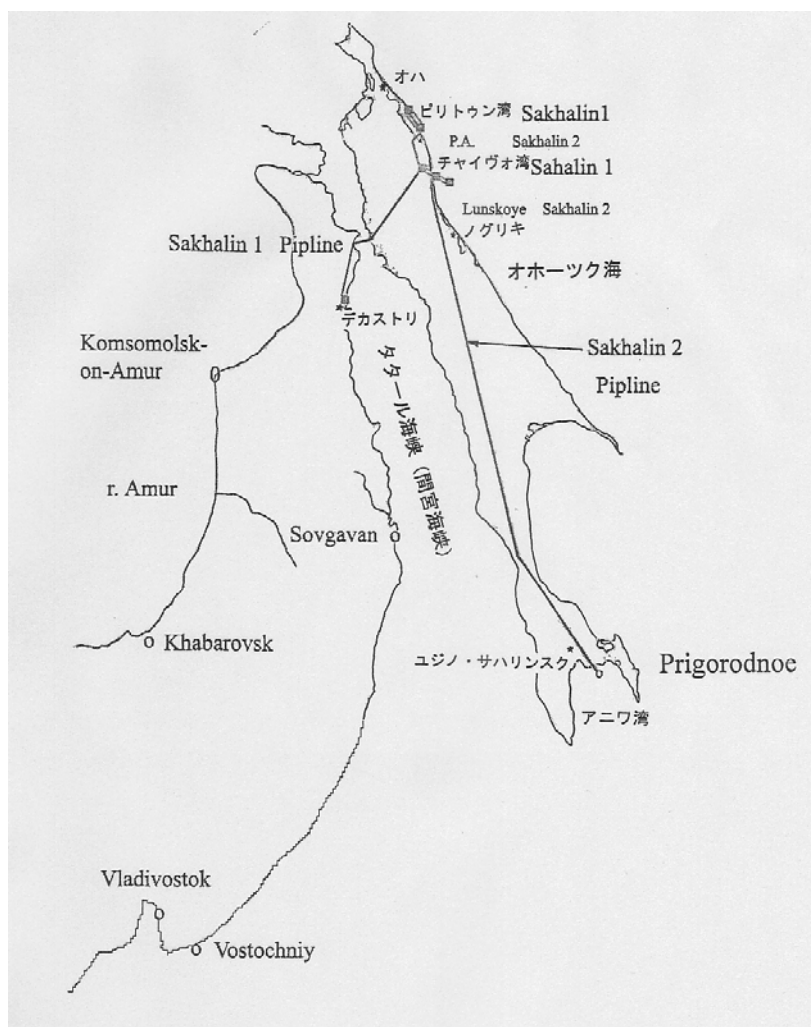 オハ
ピリトゥン湾 Sakhalin1
P.A. Sakhalin 2
チャイヴォ湾 Sahalin 1
Lunskoye Sakhalin 2
ノグリキ
オホーツク海
Sakhalin 1 Pipline
デカストリ
Komsomolsk-
on-Amur
Sakhalin 2
Pipline
タタール海峡(間宮海峡)
r. Amur
Sovgavan
Khabarovsk
ユジノ・サハリンスク
Prigorodnoe
アニワ湾
Vladivostok
Vostochniy